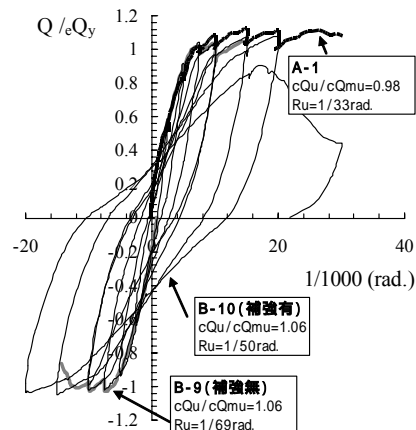 Q /eQy
1.2
1
0.8
0.6
0.4
0.2
0
-0.2
-0.4
-0.6
-0.8
-1
-1.2
-20
0
20
40
1/1000 (rad.)
A-1
cQu/cQmu=0.98
Ru=1/33rad.
B-10(補強有)
cQu/cQmu=1.06
Ru=1/50rad.
B-9(補強無)
cQu/cQmu=1.06
Ru=1/69rad.